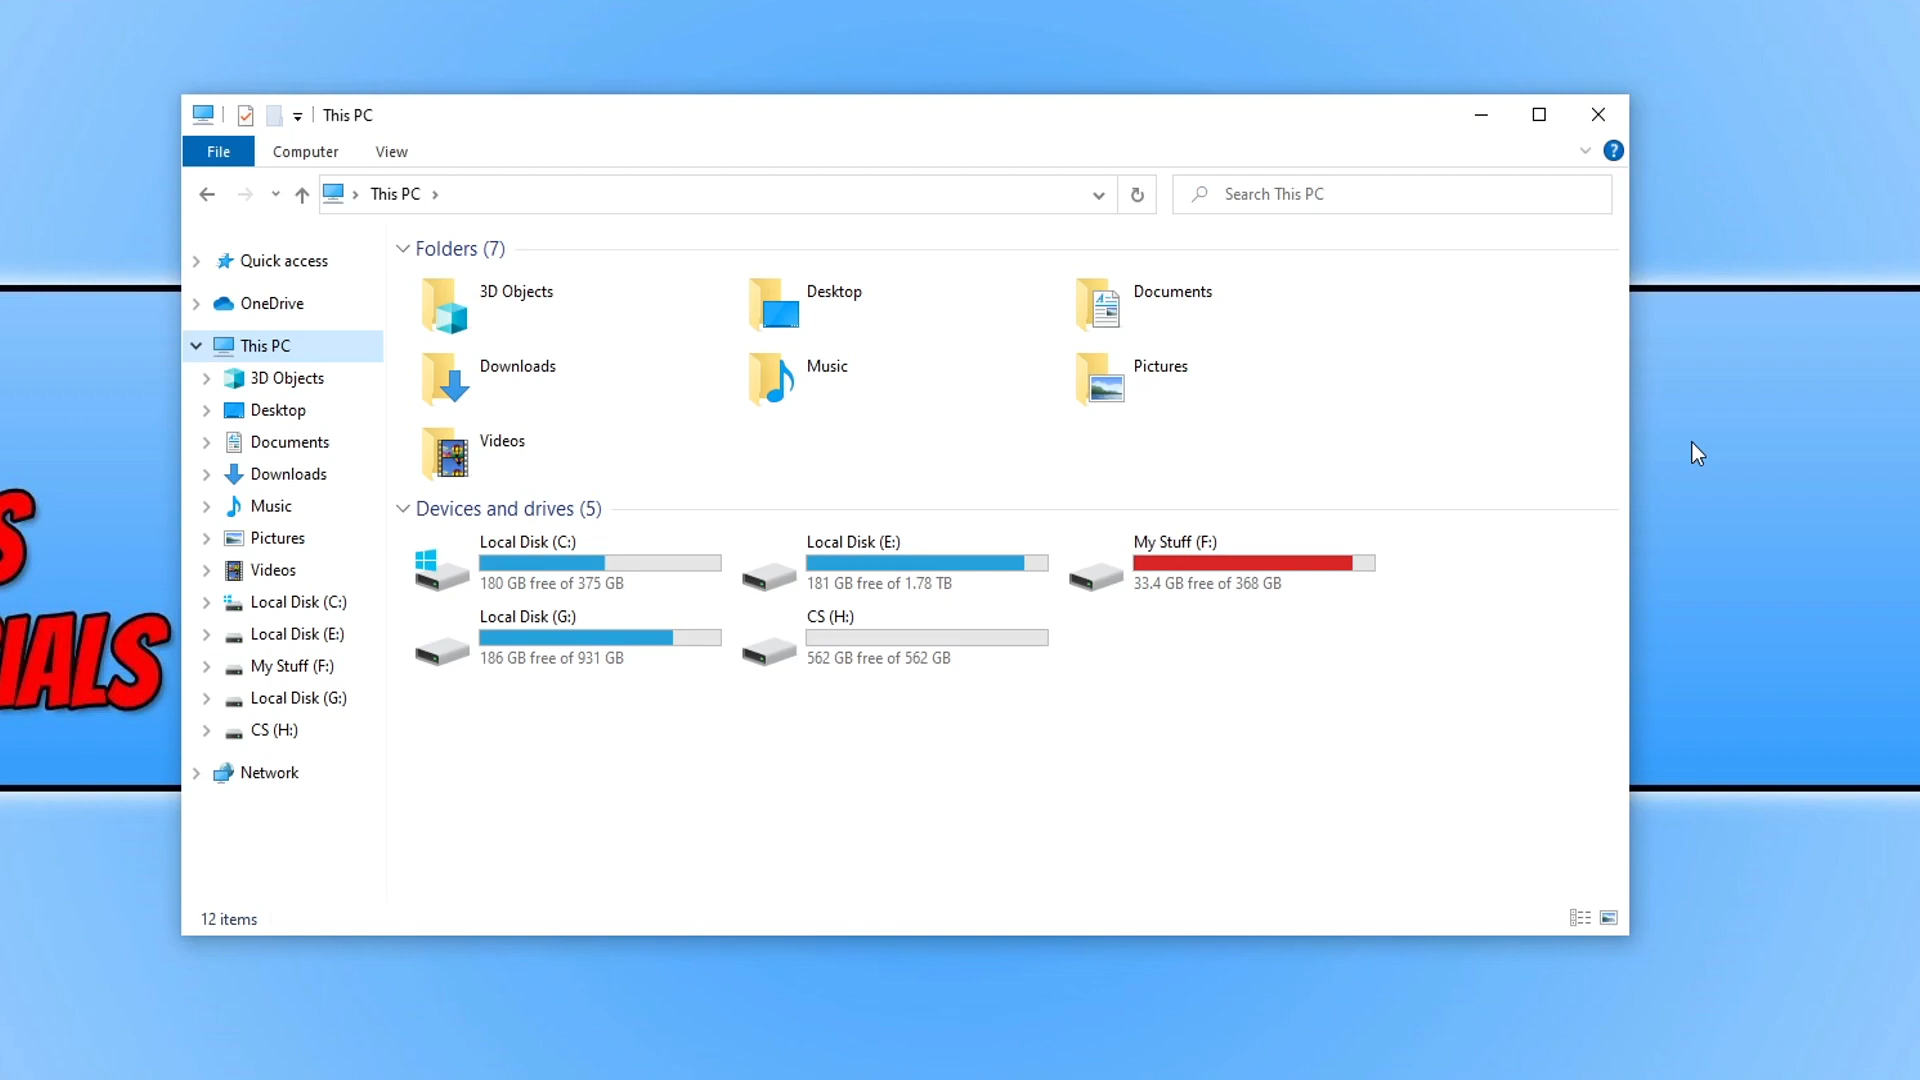 This PC
File Computer View
?
This PC
Search This PC
Quick access
OneDrive
This PC
3D Objects
Desktop
Documents
Downloads
Music
Pictures
Videos
Local Disk (C:)
Local Disk (E:)
My Stuff (F:)
Local Disk (G:)
CS (H:)
Network
Folders (7)
3D Objects
Desktop
Documents
Downloads
Music
Pictures
Videos
Devices and drives (5)
Local Disk (C:)
180 GB free of 375 GB
Local Disk (E:)
181 GB free of 1.78 TB
My Stuff (F:)
33.4 GB free of 368 GB
Local Disk (G:)
186 GB free of 931 GB
CS (H:)
562 GB free of 562 GB
12 items
S
IALS